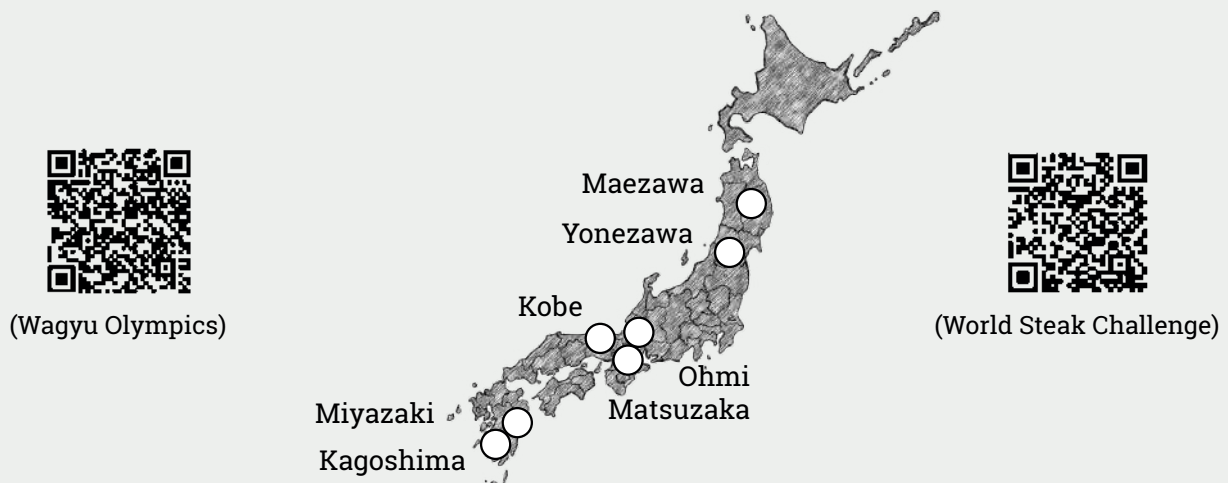 Maezawa
Yonezawa
Kobe
(Wagyu Olympics)
(World Steak Challenge)
Ohmi
Matsuzaka
Miyazaki
Kagoshima